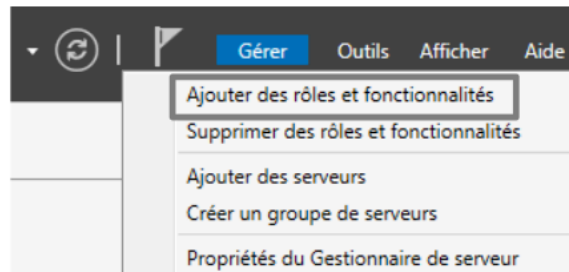 Gérer Outils Afficher Aide
Ajouter des rôles et fonctionnalités
Supprimer des rôles et fonctionnalités
Ajouter des serveurs
Créer un groupe de serveurs
Propriétés du Gestionnaire de serveur